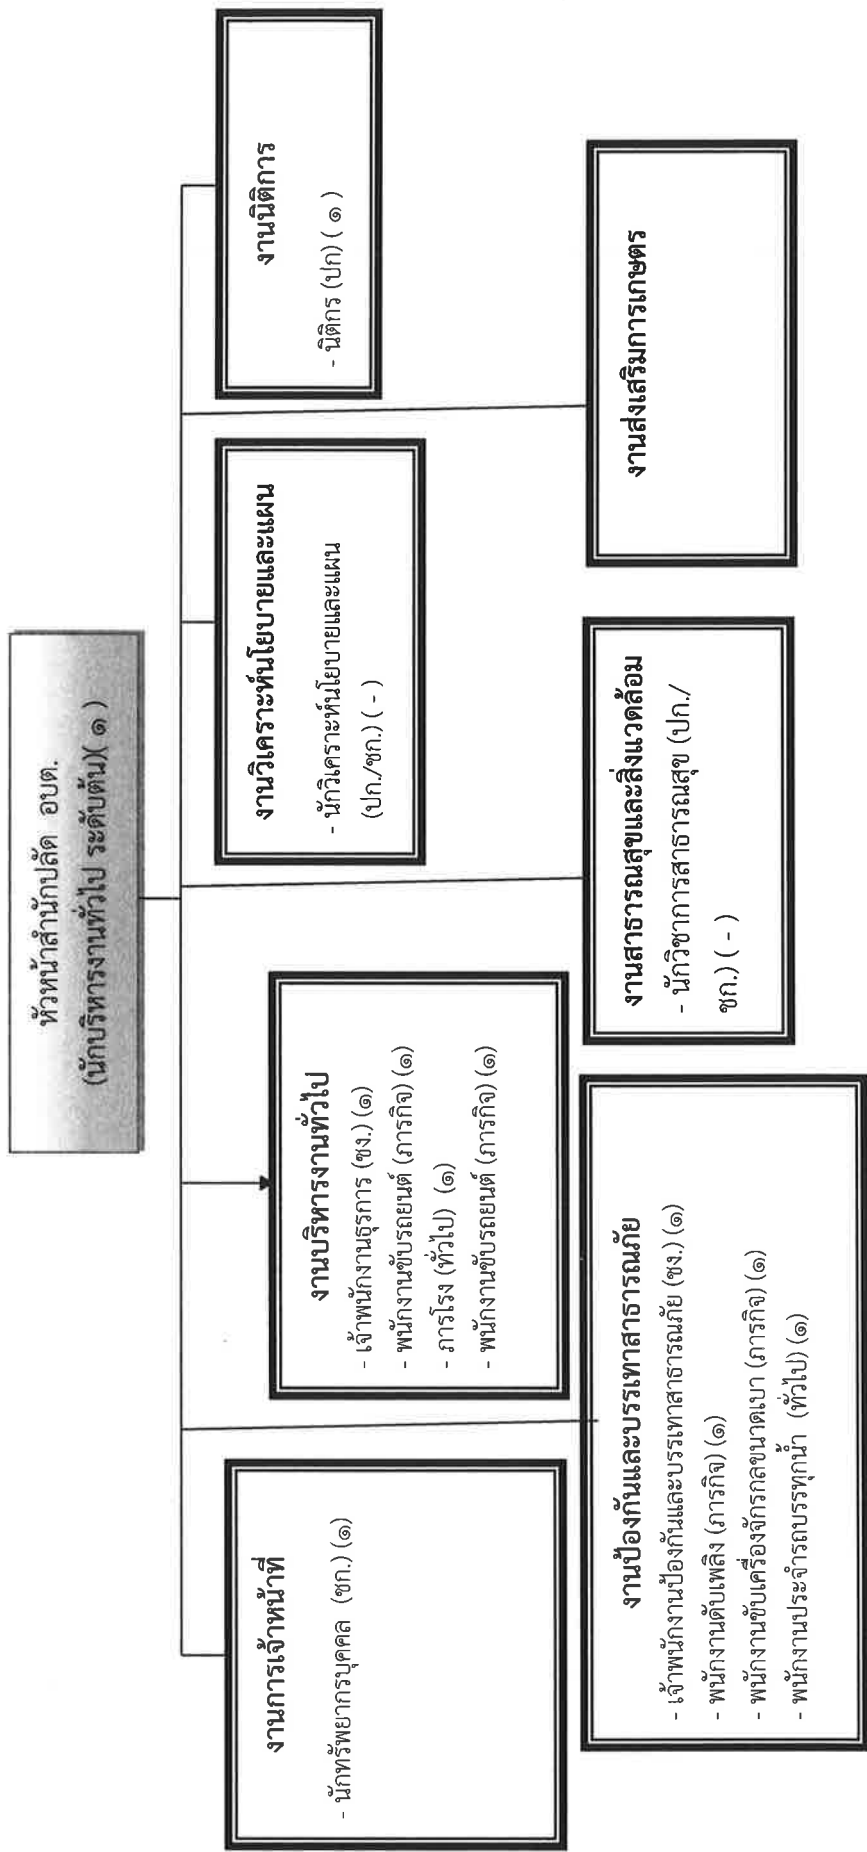 หัวหน้าสำนักปลัด อบต.
(นักบริหารงานทั่วไป ระดับต้น)( ๑ )
งานการเจ้าหน้าที่
- นักทรัพยากรบุคคล (ชก.) (๑)
งานบริหารงานทั่วไป
- เจ้าพนักงานธุรการ (ชง.) (๑)
- พนักงานขับรถยนต์ (ภารกิจ) (๑)
- ภารโรง (ทั่วไป) (๑)
- พนักงานขับรถยนต์ (ภารกิจ) (๑)
งานวิเคราะห์นโยบายและแผน
- นักวิเคราะห์นโยบายและแผน
(ปก./ชก.) ( - )
งานนิติการ
- นิติกร (ปก) ( ๑ )
งานป้องกันและบรรเทาสาธารณภัย
- เจ้าพนักงานป้องกันและบรรเทาสาธารณภัย (ชง.) (๑)
- พนักงานดับเพลิง (ภารกิจ) (๑)
- พนักงานขับเครื่องจักรกลขนาดเบา (ภารกิจ) (๑)
- พนักงานประจำรถบรรทุกน้ำ (ทั่วไป) (๑)
งานสาธารณสุขและสิ่งแวดล้อม
- นักวิชาการสาธารณสุข (ปก./
ชก.) ( - )
งานส่งเสริมการเกษตร